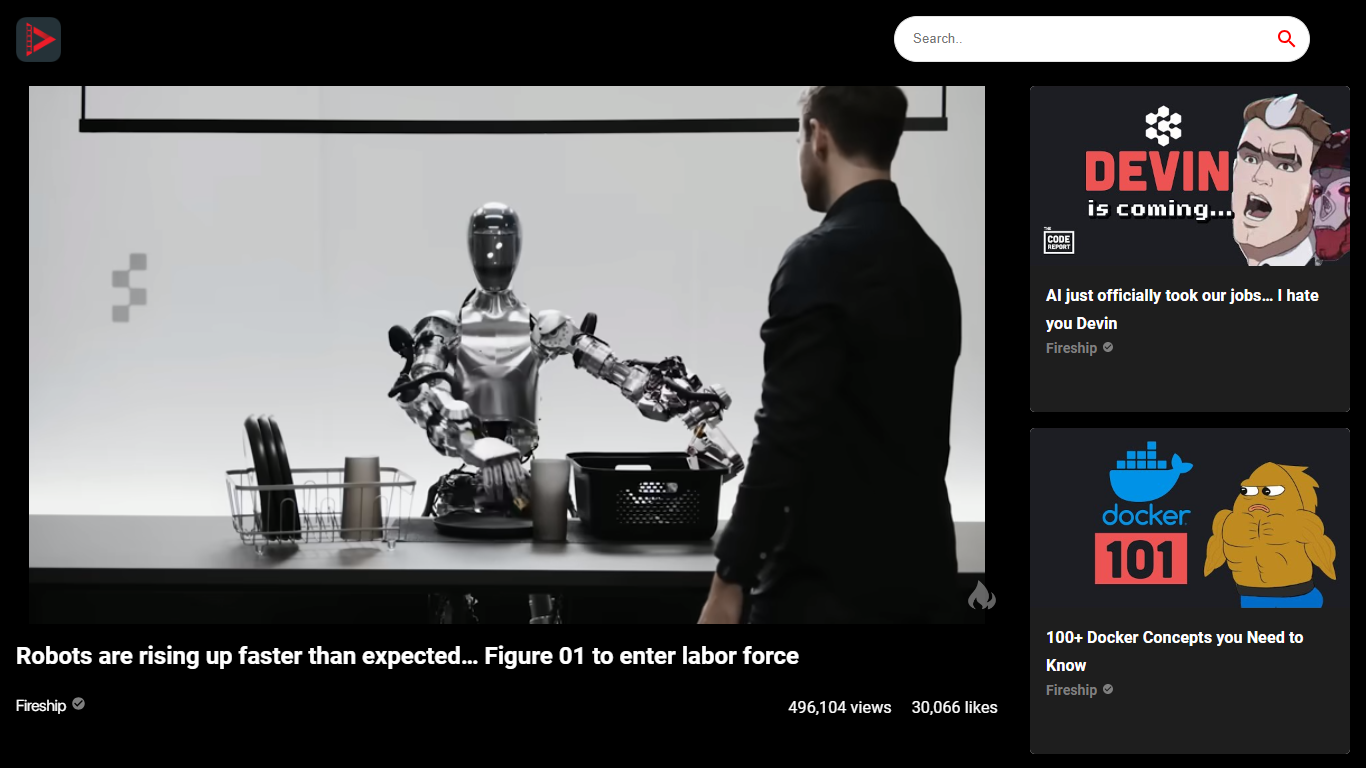 Search..
DEVIN
is coming...
THE
CODE
REPORT
AI just officially took our jobs… I hate
you Devin
Fireship
docker
101
100+ Docker Concepts you Need to
Know
Fireship
Robots are rising up faster than expected… Figure 01 to enter labor force
Fireship
496,104 views
30,066 likes